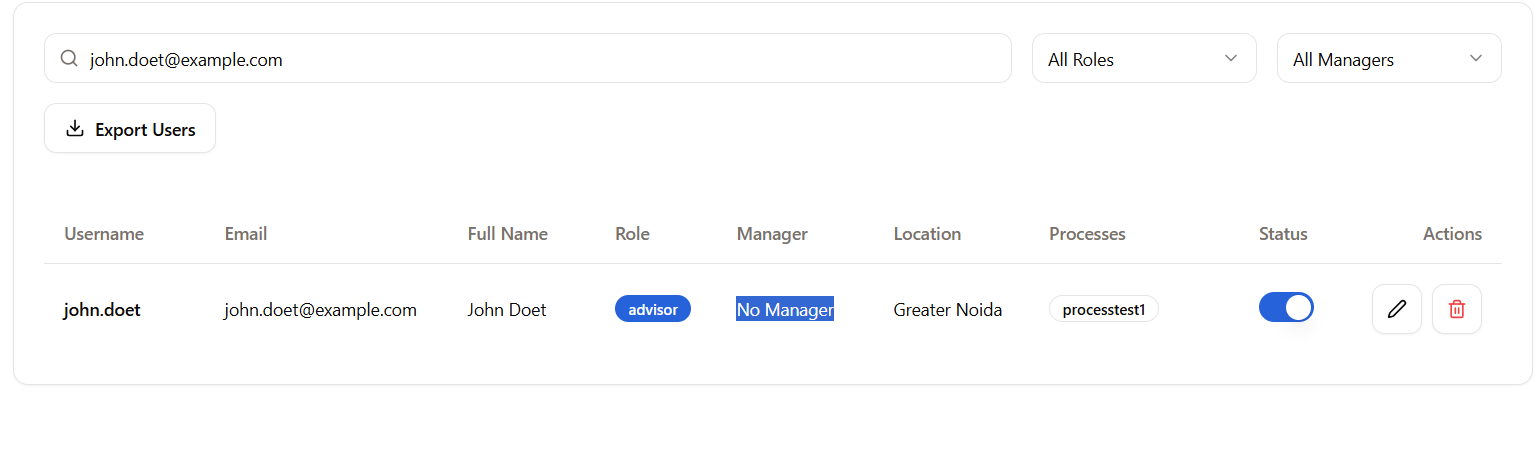 john.doet@example.com All Roles All Managers
Export Users
Username Email Full Name Role Manager Location Processes Status Actions
john.doet john.doet@example.com John Doet advisor No Manager Greater Noida processtest1